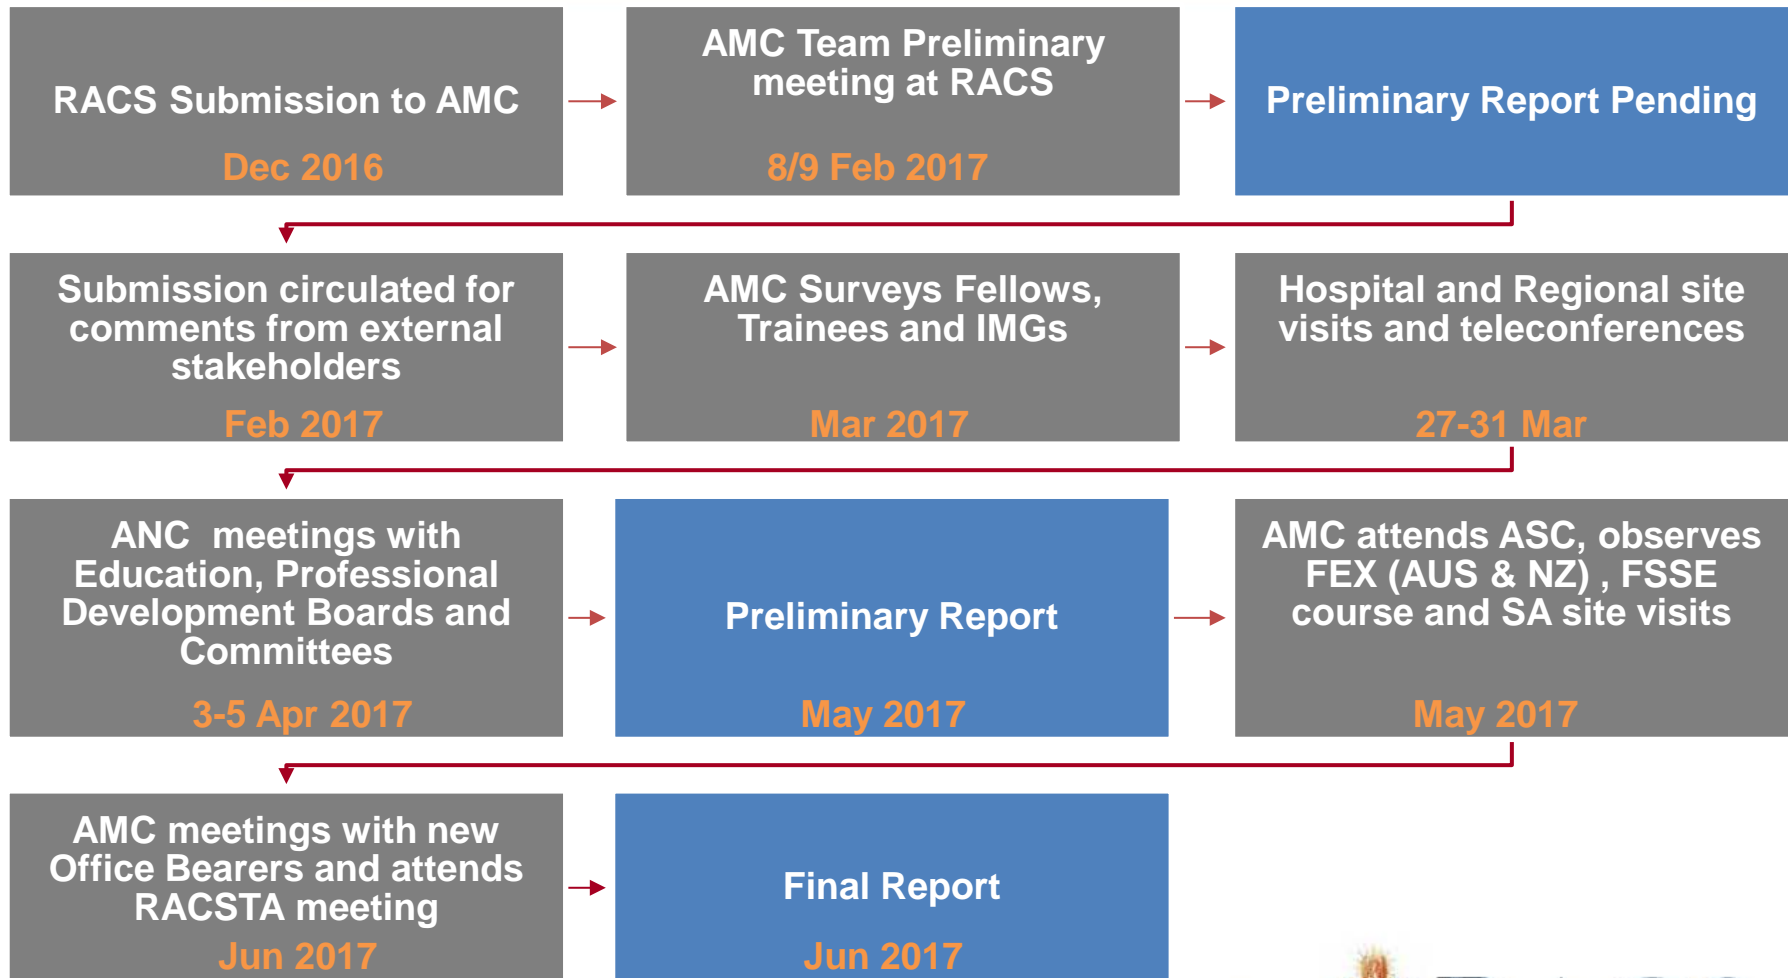 RACS Submission to AMC
Dec 2016
AMC Team Preliminary
meeting at RACS
8/9 Feb 2017
Preliminary Report Pending
Submission circulated for
comments from external
stakeholders
Feb 2017
AMC Surveys Fellows,
Trainees and IMGs
Mar 2017
Hospital and Regional site
visits and teleconferences
27-31 Mar
ANC  meetings with
Education, Professional
Development Boards and
Committees
3-5 Apr 2017
Preliminary Report
May 2017
AMC attends ASC, observes
FEX (AUS & NZ) , FSSE
course and SA site visits
May 2017
AMC meetings with new
Office Bearers and attends
RACSTA meeting
Jun 2017
Final Report
Jun 2017